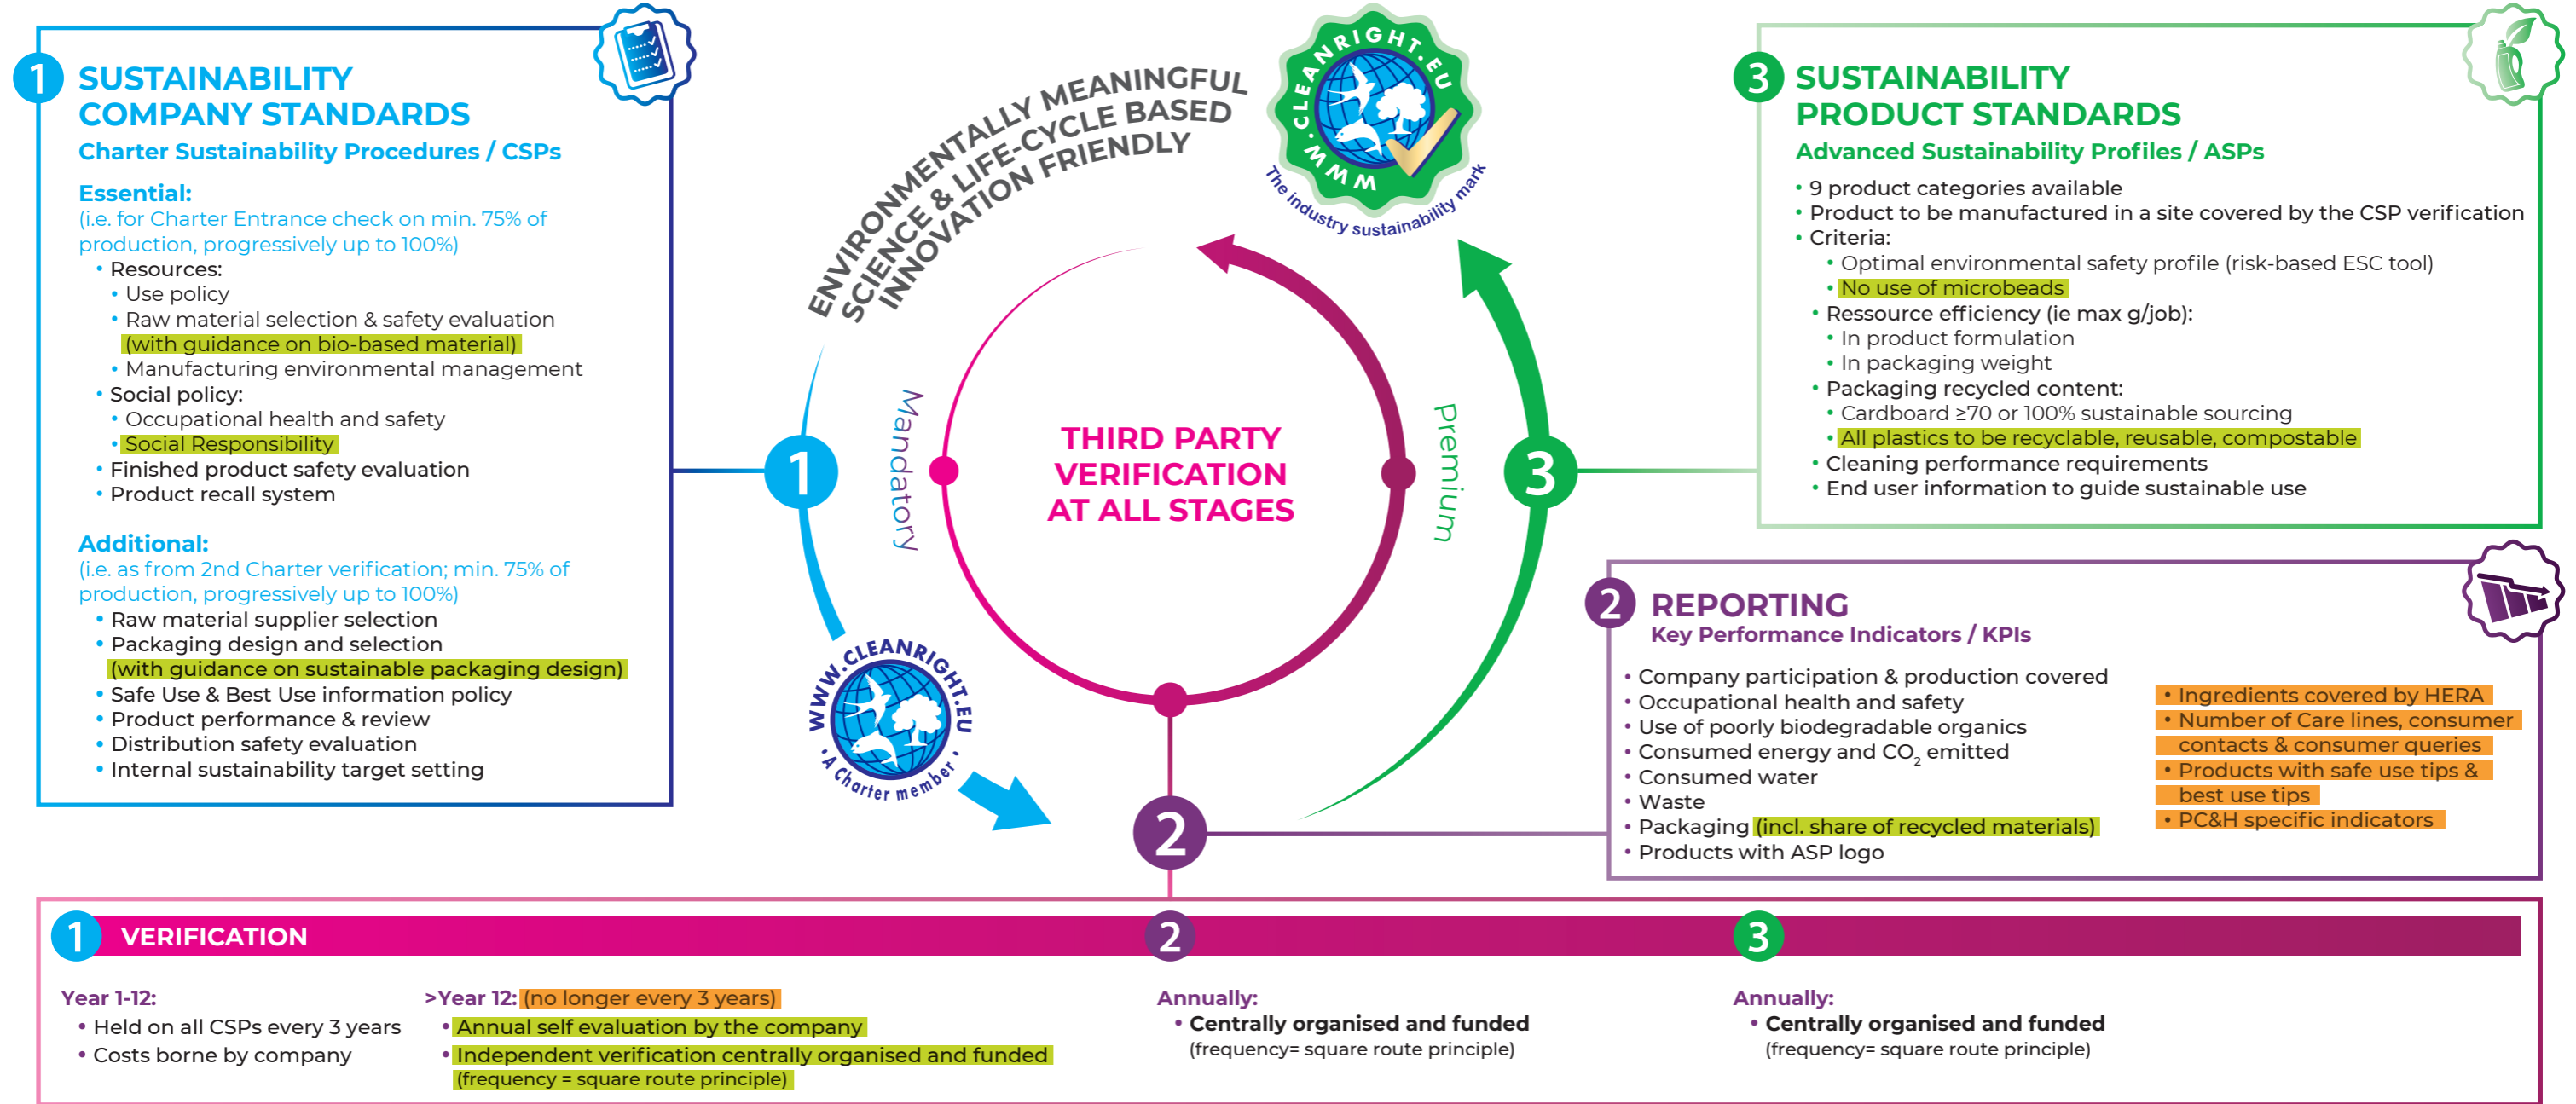 1 SUSTAINABILITY
COMPANY STANDARDS
Charter Sustainability Procedures / CSPs
Essential:
(i.e. for Charter Entrance check on min. 75% of
production, progressively up to 100%)
• Resources:
• Use policy
• Raw material selection & safety evaluation
(with guidance on bio-based material)
• Manufacturing environmental management
• Social policy:
• Occupational health and safety
• Social Responsibility
• Finished product safety evaluation
• Product recall system
Additional:
(i.e. as from 2nd Charter verification; min. 75% of
production, progressively up to 100%)
• Raw material supplier selection
• Packaging design and selection
(with guidance on sustainable packaging design)
• Safe Use & Best Use information policy
• Product performance & review
• Distribution safety evaluation
• Internal sustainability target setting
ENVIRONMENTALLY MEANINGFUL
SCIENCE & LIFE-CYCLE BASED
INNOVATION FRIENDLY
WWW.CLEANRIGHT.EU
The industry sustainability mark
1
Mandatory
THIRD PARTY
VERIFICATION
AT ALL STAGES
Premium
3
WWW.CLEANRIGHT.EU
• A Charter member •
2
3 SUSTAINABILITY
PRODUCT STANDARDS
Advanced Sustainability Profiles / ASPs
• 9 product categories available
• Product to be manufactured in a site covered by the CSP verification
• Criteria:
• Optimal environmental safety profile (risk-based ESC tool)
• No use of microbeads
• Ressource efficiency (ie max g/job):
• In product formulation
• In packaging weight
• Packaging recycled content:
• Cardboard ≥70 or 100% sustainable sourcing
• All plastics to be recyclable, reusable, compostable
• Cleaning performance requirements
• End user information to guide sustainable use
2 REPORTING
Key Performance Indicators / KPIs
• Company participation & production covered
• Occupational health and safety
• Use of poorly biodegradable organics
• Consumed energy and CO2 emitted
• Consumed water
• Waste
• Packaging (incl. share of recycled materials)
• Products with ASP logo
• Ingredients covered by HERA
• Number of Care lines, consumer
contacts & consumer queries
• Products with safe use tips &
best use tips
• PC&H specific indicators
1 VERIFICATION
2
3
Year 1-12:
• Held on all CSPs every 3 years
• Costs borne by company
>Year 12: (no longer every 3 years)
• Annual self evaluation by the company
• Independent verification centrally organised and funded
(frequency = square route principle)
Annually:
• Centrally organised and funded
(frequency= square route principle)
Annually:
• Centrally organised and funded
(frequency= square route principle)